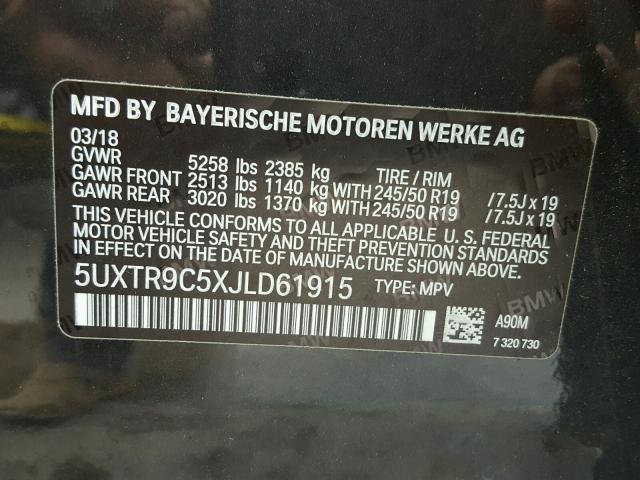 MFD BY BAYERISCHE MOTOREN WERKE AG
03/18
GVWR 5258 lbs 2385 kg TIRE / RIM
GAWR FRONT 2513 lbs 1140 kg WITH 245/50 R19 /7.5J x 19
GAWR REAR 3020 lbs 1370 kg WITH 245/50 R19 /7.5J x 19
THIS VEHICLE CONFORMS TO ALL APPLICABLE U. S. FEDERAL
MOTOR VEHICLE SAFETY AND THEFT PREVENTION STANDARDS
IN EFFECT ON THE DATE OF MANUFACTURE SHOWN ABOVE.
5UXTR9C5XJLD61915 TYPE: MPV
A90M
7 320 730